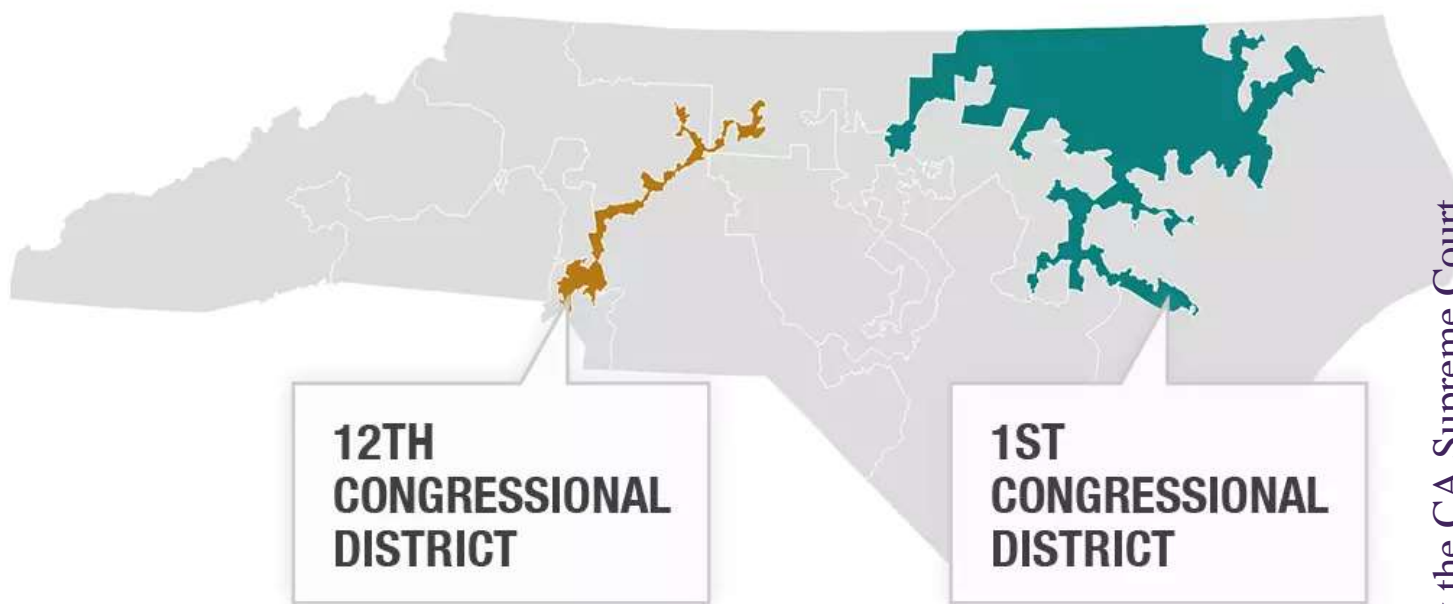 12TH
CONGRESSIONAL
DISTRICT
1ST
CONGRESSIONAL
DISTRICT
the CA Supreme Court